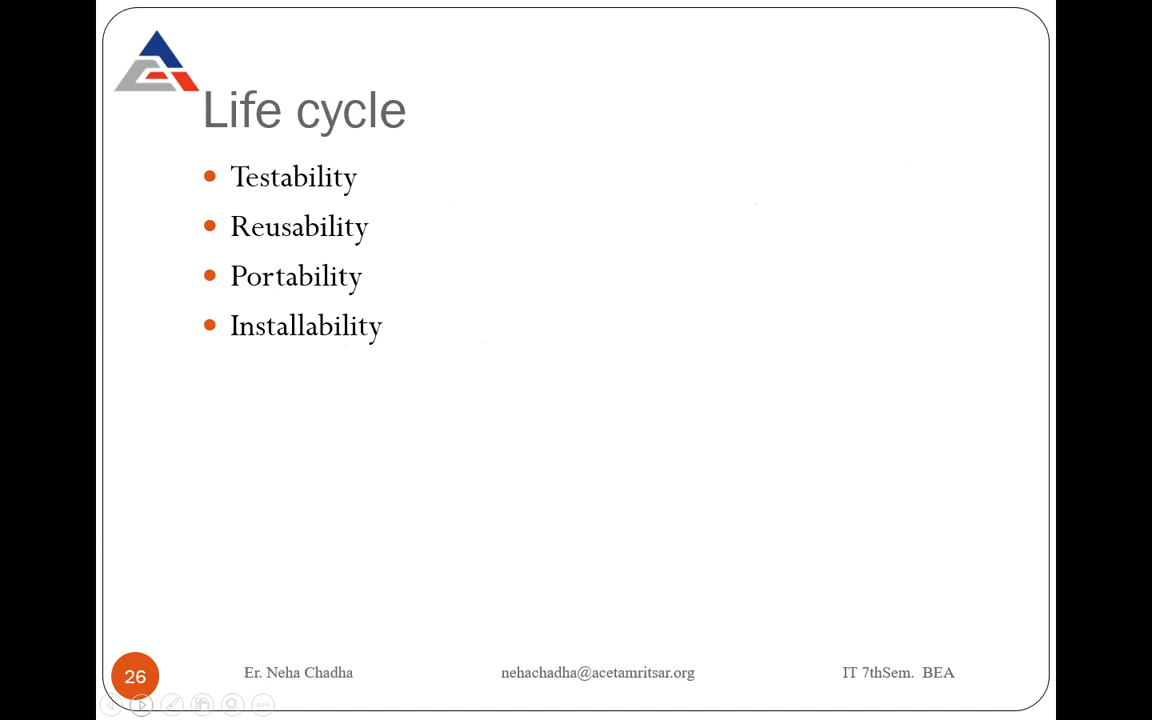 Life cycle
Testability
Reusability
Portability
Installability
26
Er. Neha Chadha
nehachadha@acetamritsar.org
IT 7thSem. BEA